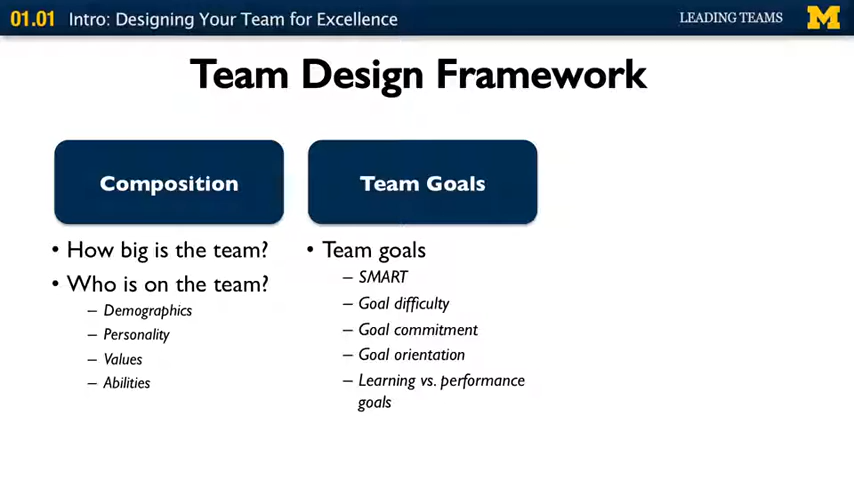 01.01 Intro: Designing Your Team for Excellence
LEADING TEAMS
M
Team Design Framework
Composition
• How big is the team?
• Who is on the team?
– Demographics
– Personality
– Values
– Abilities
Team Goals
• Team goals
– SMART
– Goal difficulty
– Goal commitment
– Goal orientation
– Learning vs. performance
goals